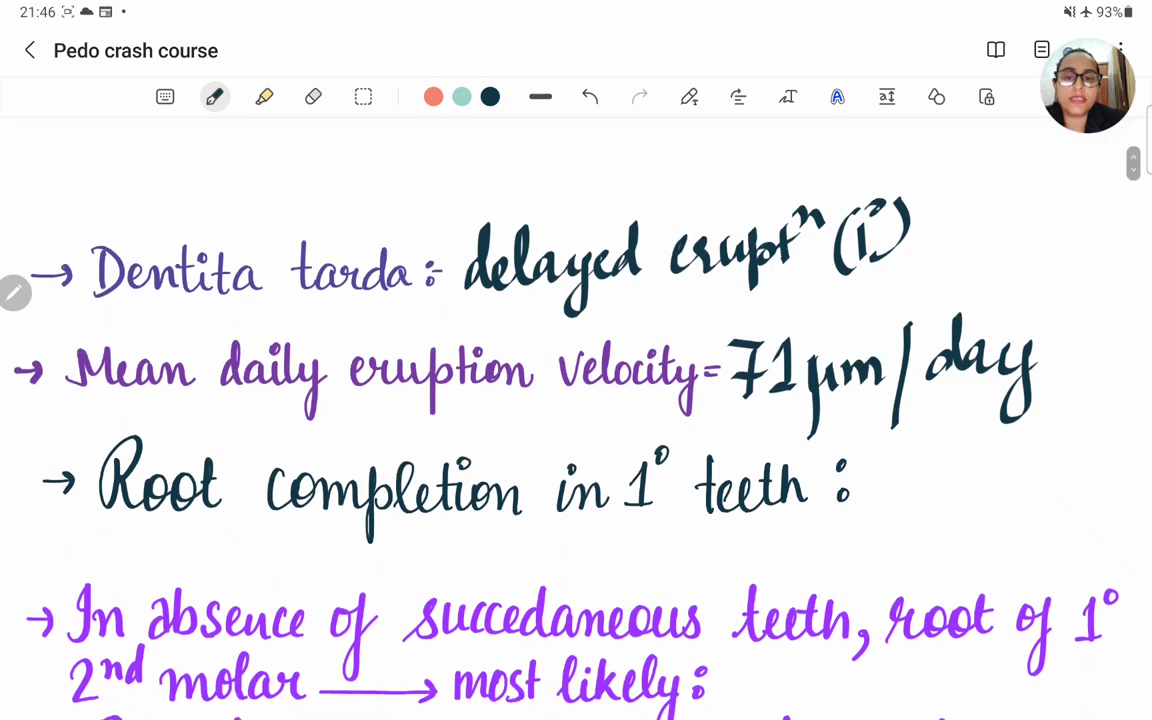 21:46 93%
Pedo crash course
→ Dentita tarda :- delayed eruptⁿ (1°)
→ Mean daily eruption velocity = 71 µm/day
→ Root completion in 1° teeth :
→ In absence of succedaneous teeth, root of 1°
2nd molar → most likely :